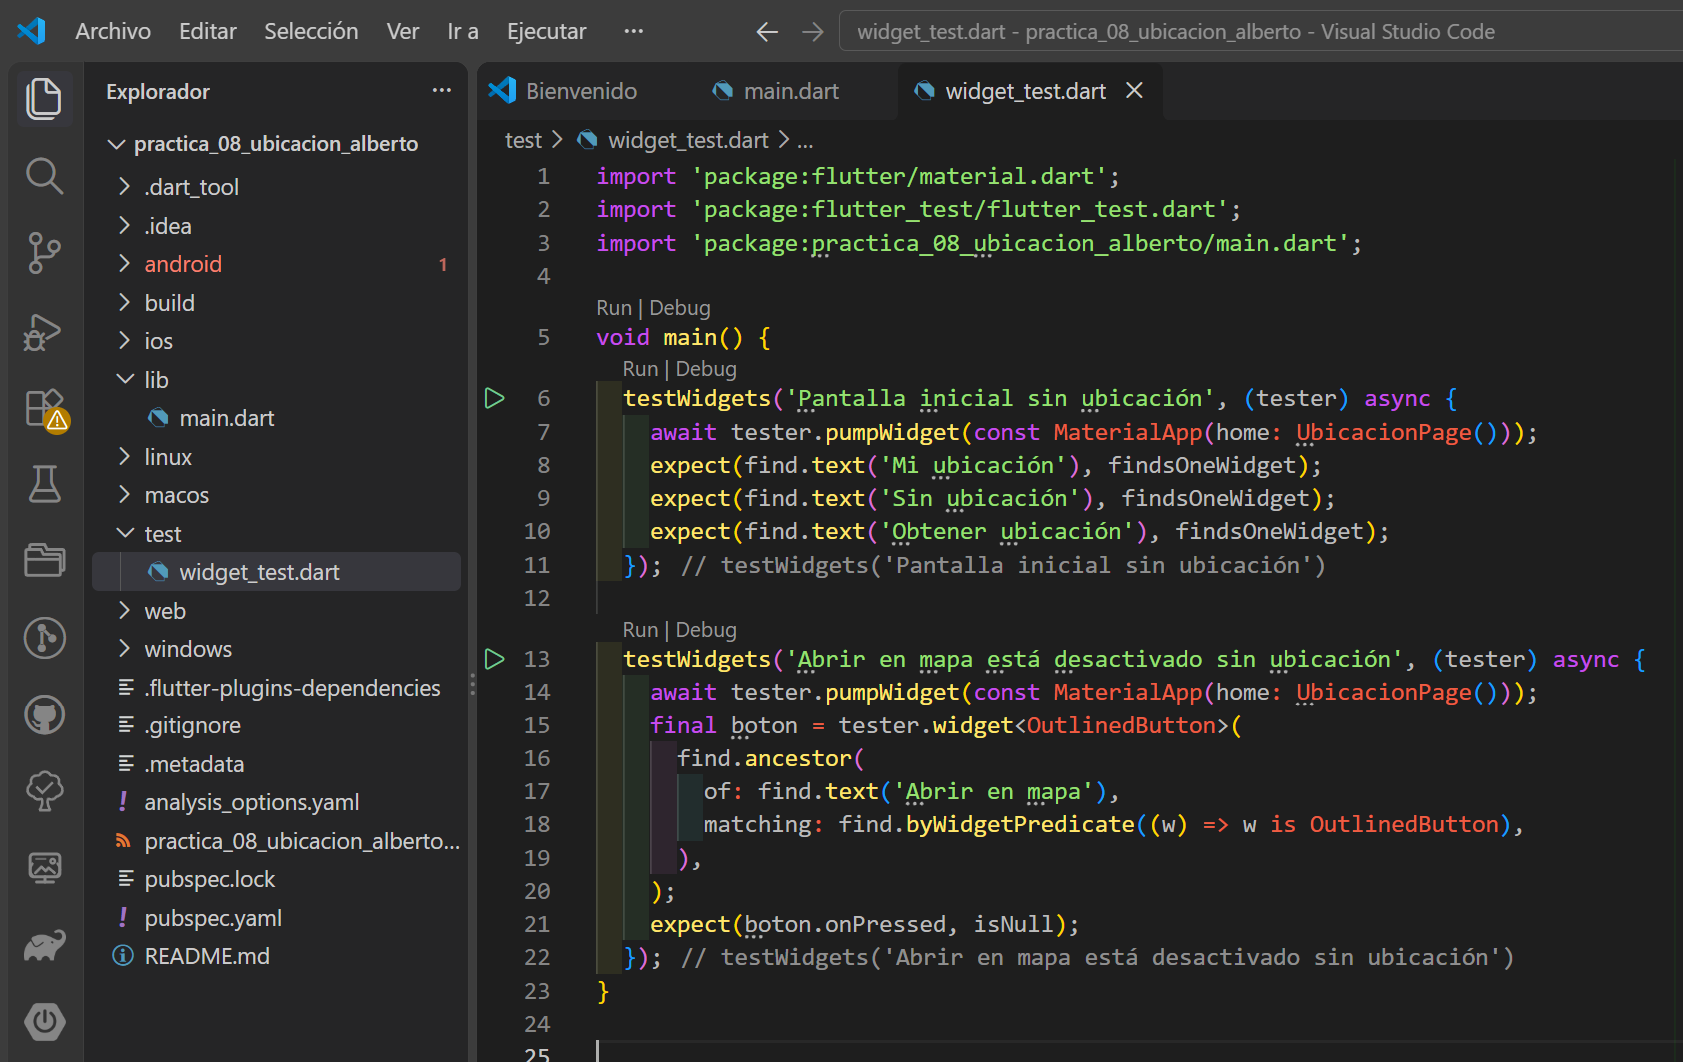 Archivo Editar Selección Ver Ir a Ejecutar ··· widget_test.dart - practica_08_ubicacion_alberto - Visual Studio Code
Explorador ···
practica_08_ubicacion_alberto
.dart_tool
.idea
android 1
build
ios
lib
main.dart
linux
macos
test
widget_test.dart
web
windows
.flutter-plugins-dependencies
.gitignore
.metadata
! analysis_options.yaml
practica_08_ubicacion_alberto...
pubspec.lock
! pubspec.yaml
README.md
Bienvenido main.dart widget_test.dart
test > widget_test.dart > ...
1 import 'package:flutter/material.dart';
2 import 'package:flutter_test/flutter_test.dart';
3 import 'package:practica_08_ubicacion_alberto/main.dart';
4
Run | Debug
5 void main() {
Run | Debug
6 testWidgets('Pantalla inicial sin ubicación', (tester) async {
7 await tester.pumpWidget(const MaterialApp(home: UbicacionPage()));
8 expect(find.text('Mi ubicación'), findsOneWidget);
9 expect(find.text('Sin ubicación'), findsOneWidget);
10 expect(find.text('Obtener ubicación'), findsOneWidget);
11 }); // testWidgets('Pantalla inicial sin ubicación')
12
Run | Debug
13 testWidgets('Abrir en mapa está desactivado sin ubicación', (tester) async {
14 await tester.pumpWidget(const MaterialApp(home: UbicacionPage()));
15 final boton = tester.widget<OutlinedButton>(
16 find.ancestor(
17 of: find.text('Abrir en mapa'),
18 matching: find.byWidgetPredicate((w) => w is OutlinedButton),
19 ),
20 );
21 expect(boton.onPressed, isNull);
22 }); // testWidgets('Abrir en mapa está desactivado sin ubicación')
23 }
24
25